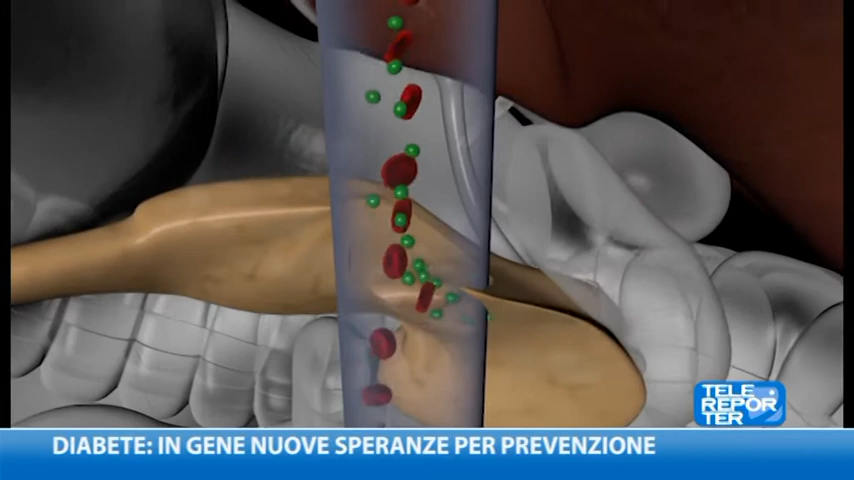 TELE
REPOR
TER
DIABETE: IN GENE NUOVE SPERANZE PER PREVENZIONE